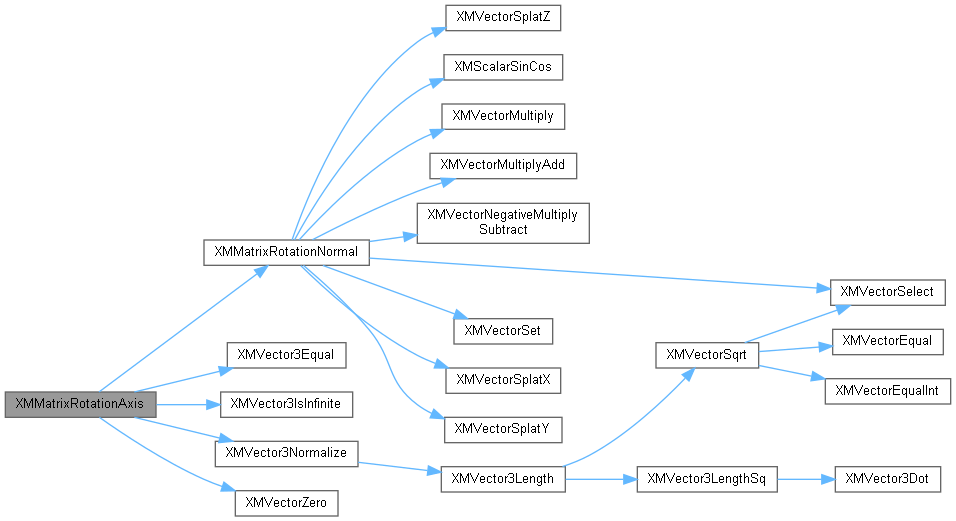 XMVectorSplatZ
XMScalarSinCos
XMVectorMultiply
XMVectorMultiplyAdd
XMVectorNegativeMultiply
Subtract
XMMatrixRotationNormal
XMVectorSelect
XMVectorSet
XMVectorEqual
XMVector3Equal
XMVectorSqrt
XMVectorSplatX
XMVectorEqualInt
XMMatrixRotationAxis
XMVector3IsInfinite
XMVectorSplatY
XMVector3Normalize
XMVector3Length
XMVector3LengthSq
XMVector3Dot
XMVectorZero